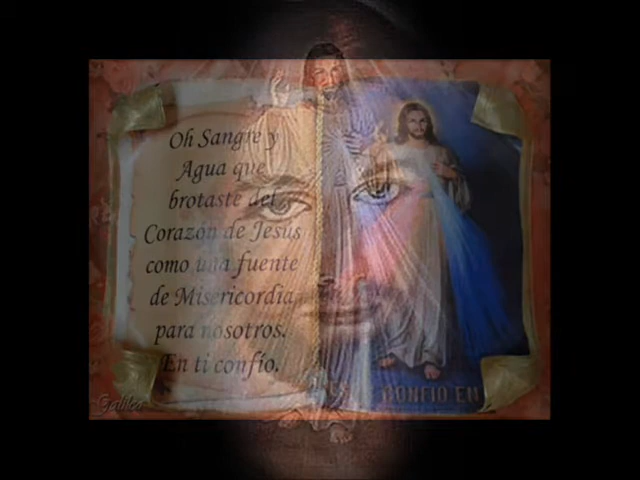 Oh Sangre y
Agua que
brotaste del
Corazón de Jesús
como una fuente
de Misericordia
para nosotros.
En ti confío.
CONFIO EN
Galilea